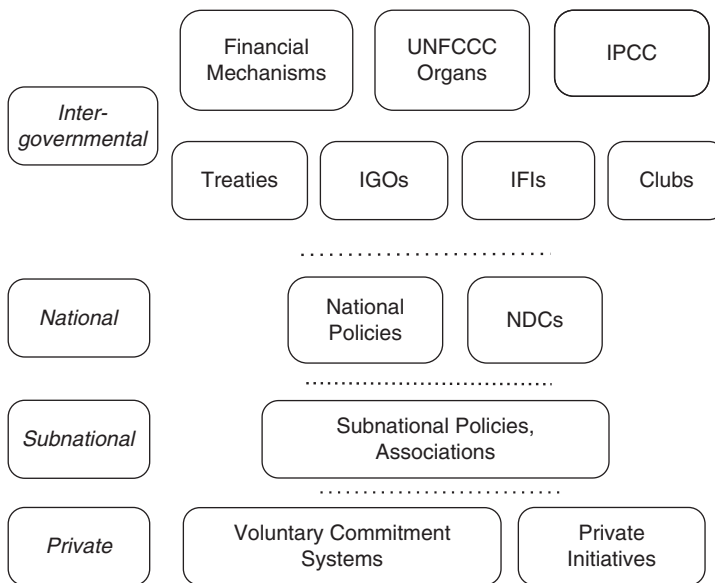 Financial
Mechanisms
UNFCCC
Organs
IPCC
Inter-
governmental
Treaties
IGOs
IFIs
Clubs
National
National
Policies
NDCs
Subnational
Subnational Policies,
Associations
Private
Voluntary Commitment
Systems
Private
Initiatives